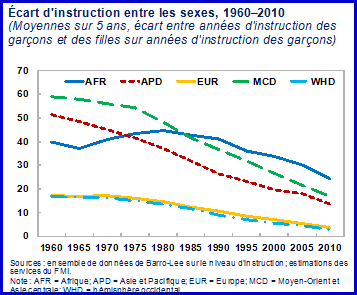 Écart d'instruction entre les sexes, 1960–2010
(Moyennes sur 5 ans, écart entre années d'instruction des
garçons et des filles sur années d'instruction des garçons)
70
60
50
40
30
20
10
0
AFR APD EUR MCD WHD
1960 1965 1970 1975 1980 1985 1990 1995 2000 2005 2010
Sources : ensemble de données de Barro-Lee sur le niveau d'instruction ; estimations des
services du FMI.
Note : AFR = Afrique; APD = Asie et Pacifique; EUR = Europe; MCD = Moyen-Orient et
Asie centrale; WHD = hémisphère occidental.